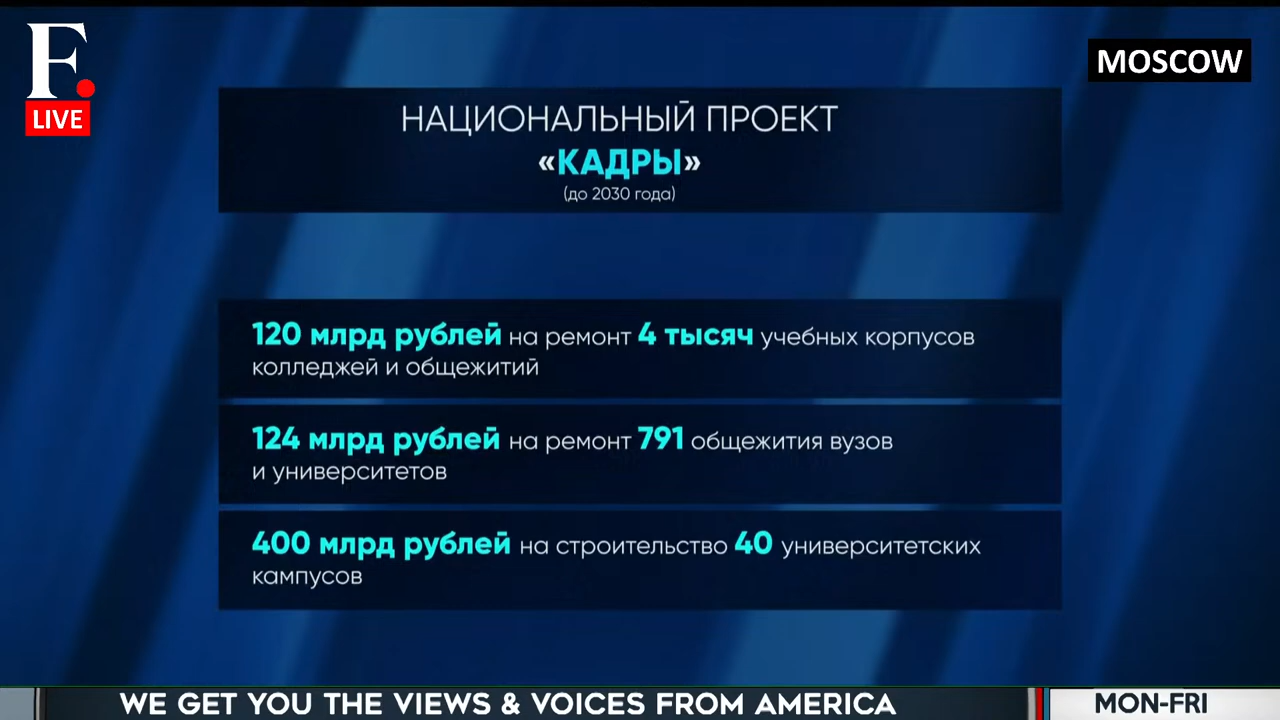 F.
LIVE
MOSCOW
НАЦИОНАЛЬНЫЙ ПРОЕКТ
«КАДРЫ»
(до 2030 года)
120 млрд рублей на ремонт 4 тысяч учебных корпусов
колледжей и общежитий
124 млрд рублей на ремонт 791 общежития вузов
и университетов
400 млрд рублей на строительство 40 университетских
кампусов
WE GET YOU THE VIEWS & VOICES FROM AMERICA
MON-FRI